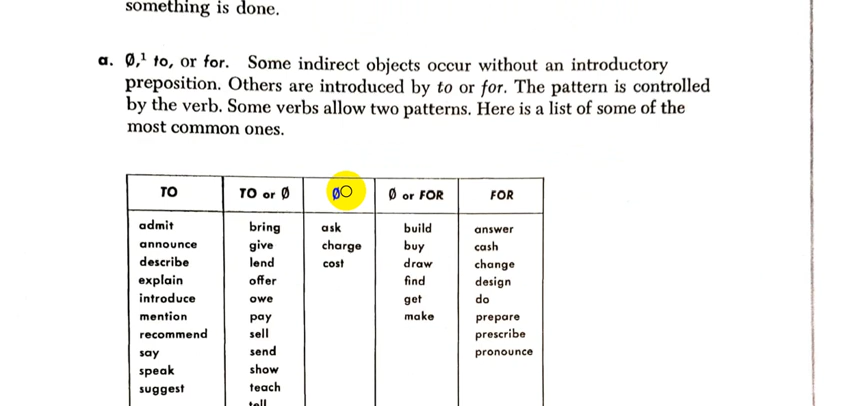 something is done.
a. Ø,¹ to, or for. Some indirect objects occur without an introductory
preposition. Others are introduced by to or for. The pattern is controlled
by the verb. Some verbs allow two patterns. Here is a list of some of the
most common ones.
TO TO or Ø Ø Ø or FOR FOR
admit bring ask build answer
announce give charge buy cash
describe lend cost draw change
explain offer find design
introduce owe get do
mention pay make prepare
recommend sell prescribe
say send pronounce
speak show
suggest teach
tell